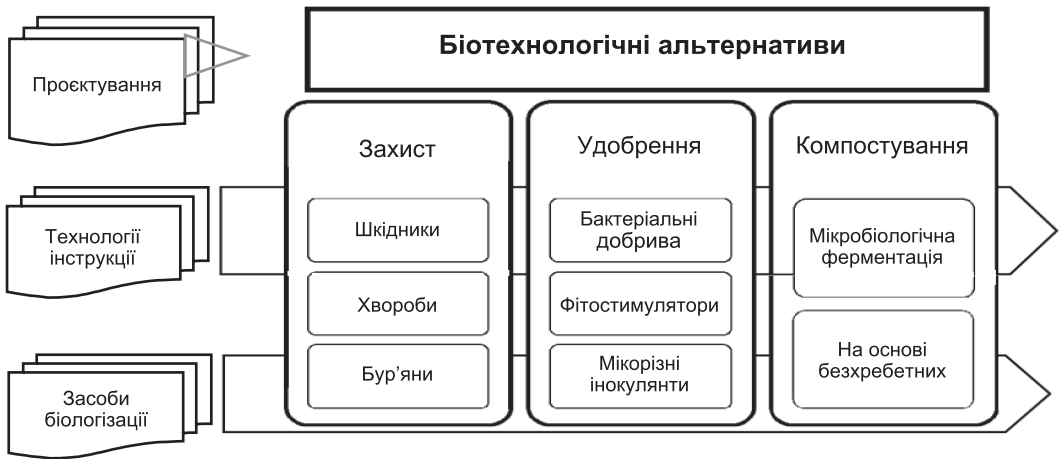 Біотехнологічні альтернативи
Проєктування
Технології
інструкції
Засоби
біологізації
Захист
Шкідники
Хвороби
Бур’яни
Удобрення
Бактеріальні
добрива
Фітостимулятори
Мікорізні
інокулянти
Компостування
Мікробіологічна
ферментація
На основі
безхребетних